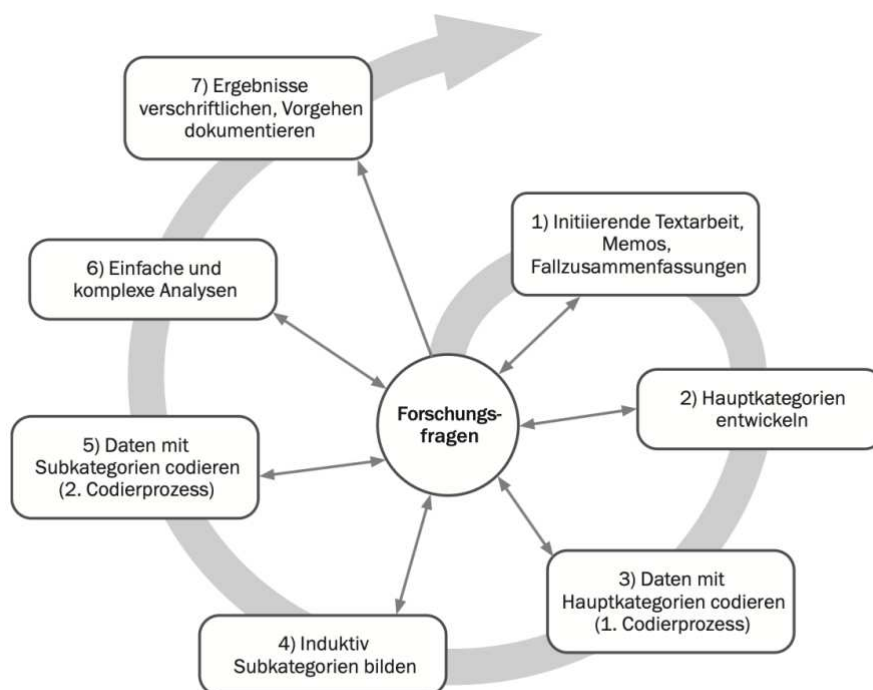 7) Ergebnisse
verschriftlichen, Vorgehen
dokumentieren
1) Initiierende Textarbeit,
Memos,
Fallzusammenfassungen
6) Einfache und
komplexe Analysen
2) Hauptkategorien
entwickeln
Forschungs-
fragen
5) Daten mit
Subkategorien codieren
(2. Codierprozess)
3) Daten mit
Hauptkategorien codieren
(1. Codierprozess)
4) Induktiv
Subkategorien bilden